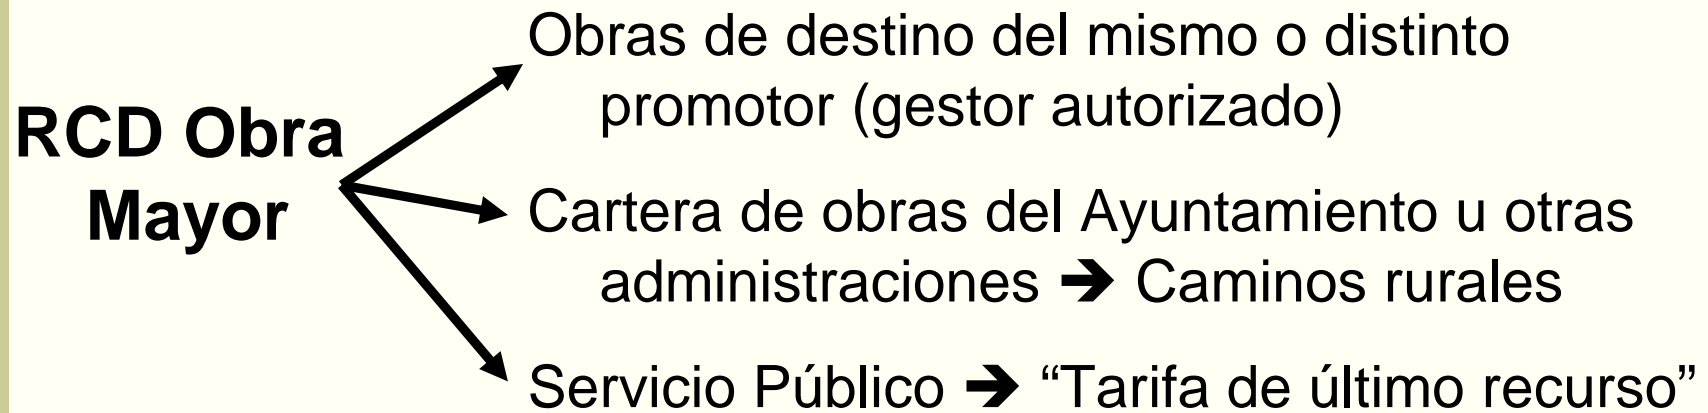 RCD Obra
Mayor
Obras de destino del mismo o distinto
promotor (gestor autorizado)
Cartera de obras del Ayuntamiento u otras
administraciones ➔ Caminos rurales
Servicio Público ➔ “Tarifa de último recurso”